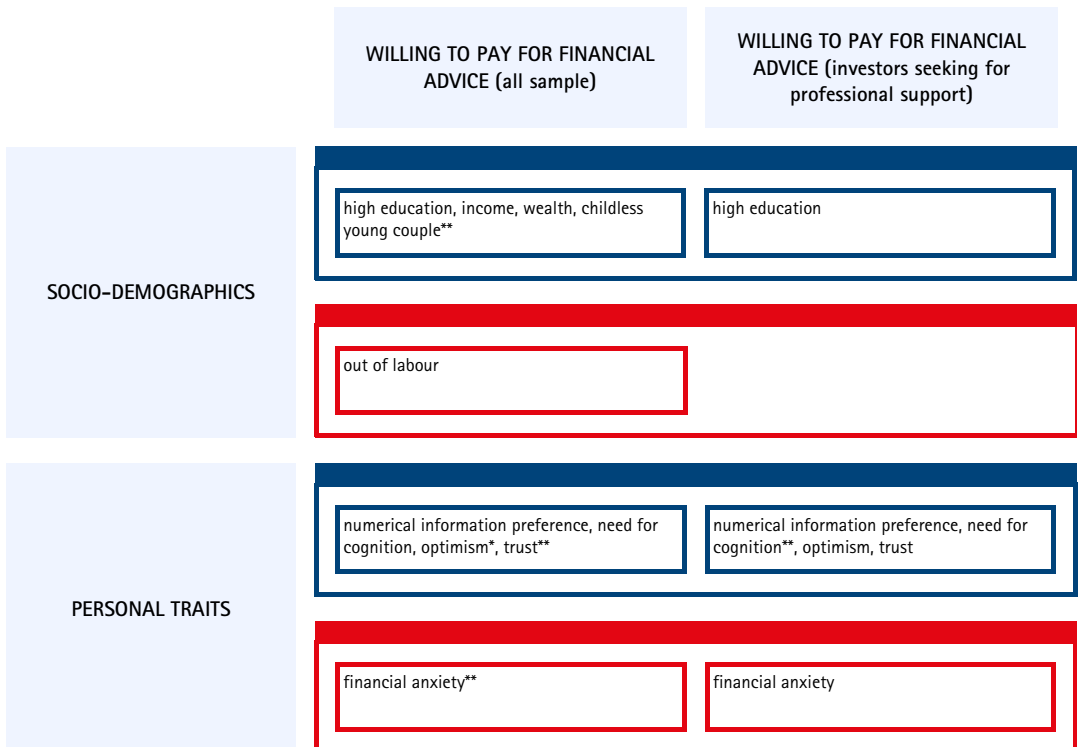 WILLING TO PAY FOR FINANCIAL
ADVICE (all sample)
WILLING TO PAY FOR FINANCIAL
ADVICE (investors seeking for
professional support)
SOCIO-DEMOGRAPHICS
high education, income, wealth, childless
young couple**
high education
out of labour
PERSONAL TRAITS
numerical information preference, need for
cognition, optimism*, trust**
numerical information preference, need for
cognition**, optimism, trust
financial anxiety**
financial anxiety